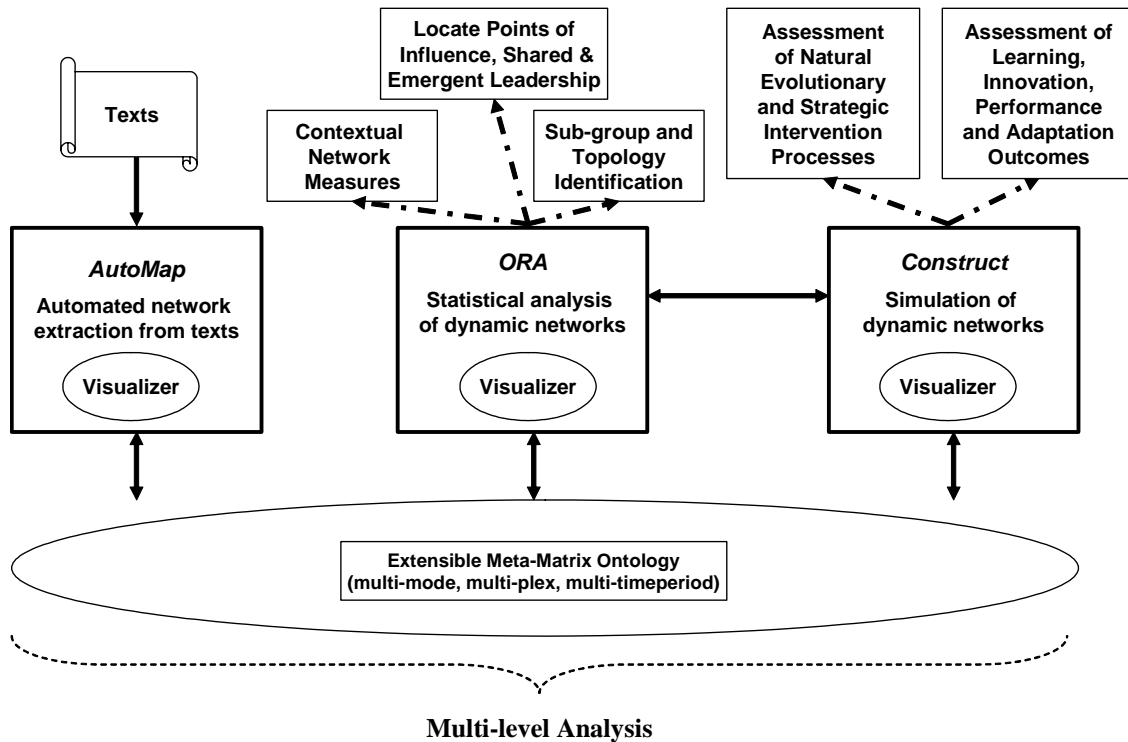 Texts
Locate Points of
Influence, Shared &
Emergent Leadership
Contextual
Network
Measures
Sub-group and
Topology
Identification
Assessment
of Natural
Evolutionary
and Strategic
Intervention
Processes
Assessment of
Learning,
Innovation,
Performance
and Adaptation
Outcomes
AutoMap
Automated network
extraction from texts
Visualizer
ORA
Statistical analysis
of dynamic networks
Visualizer
Construct
Simulation of
dynamic networks
Visualizer
Extensible Meta-Matrix Ontology
(multi-mode, multi-plex, multi-timeperiod)
Multi-level Analysis